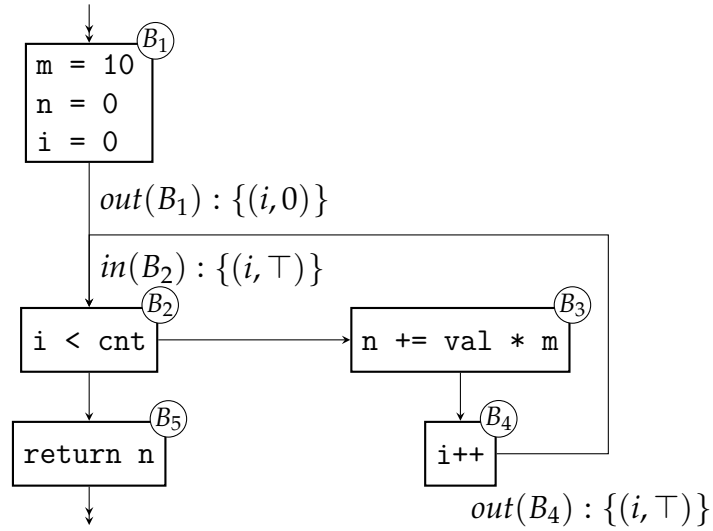 B₁
m = 10
n = 0
i = 0
out(B₁) : {(i, 0)}
in(B₂) : {(i, ⊤)}
B₂
i < cnt
B₃
n += val * m
B₅
return n
B₄
i++
out(B₄) : {(i, ⊤)}